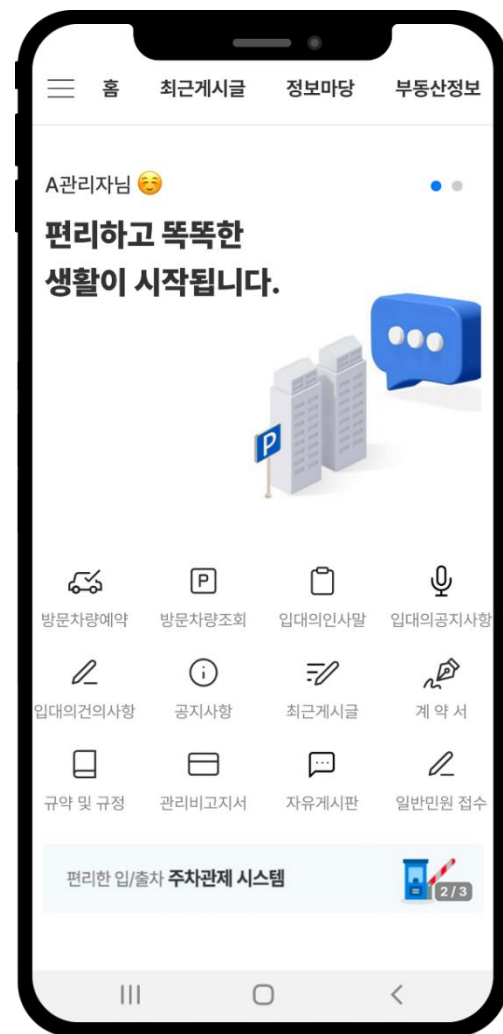 홈 최근게시글 정보마당 부동산정보
A관리자님
편리하고 똑똑한
생활이 시작됩니다.
P
P
방문차량예약 방문차량조회 입대의인사말 입대의공지사항
입대의건의사항 공지사항 최근게시글 계 약 서
규약 및 규정 관리비고지서 자유게시판 일반민원 접수
편리한 입/출차 주차관제 시스템
2/3